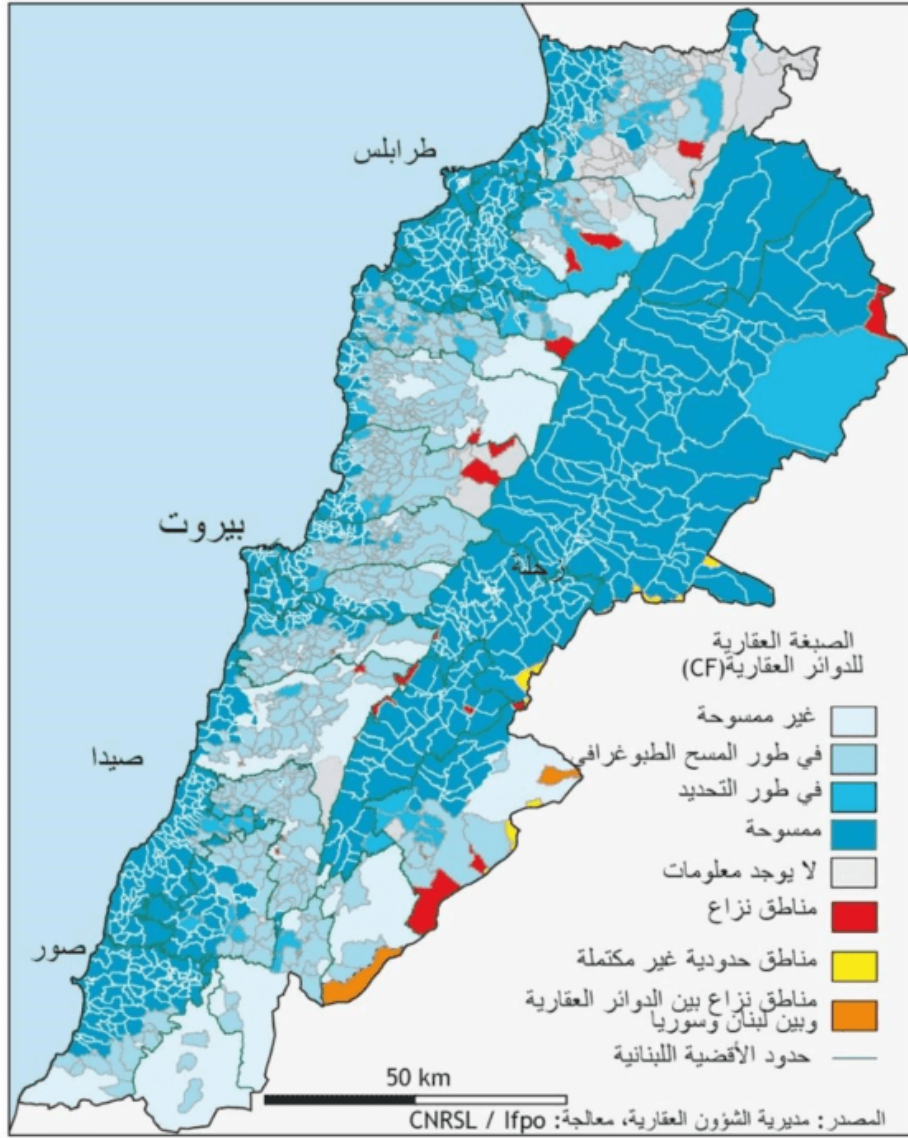 طرابلس
بيروت
زحلة
صيدا
صور
الصبغة العقارية
للدوائر العقارية(CF)
غير ممسوحة
في طور المسح الطبوغرافي
في طور التحديد
ممسوحة
لا يوجد معلومات
مناطق نزاع
مناطق حدودية غير مكتملة
مناطق نزاع بين الدوائر العقارية
وبين لبنان وسوريا
حدود الأقضية اللبنانية
50 km
المصدر: مديرية الشؤون العقارية، معالجة: CNRSL / Ifpo